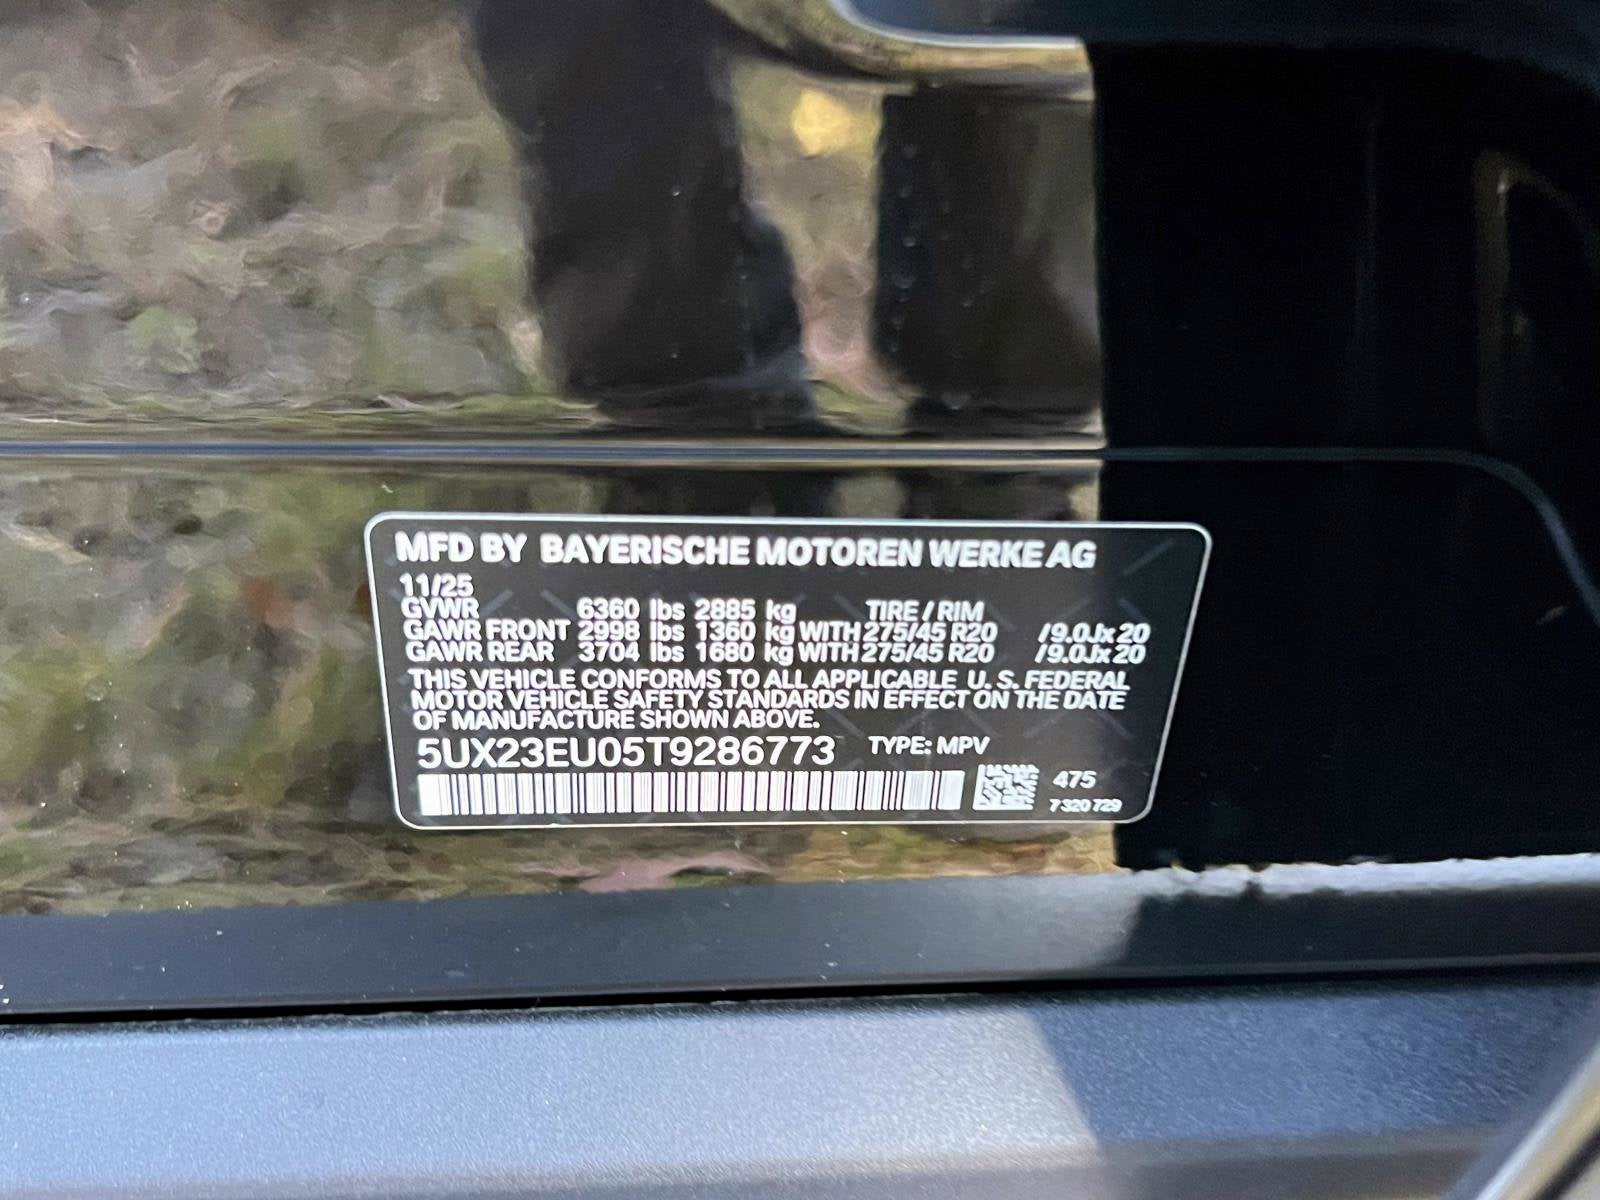 MFD BY BAYERISCHE MOTOREN WERKE AG
11/25
GVWR 6360 lbs 2885 kg TIRE / RIM
GAWR FRONT 2998 lbs 1360 kg WITH 275/45 R20 /9.0Jx20
GAWR REAR 3704 lbs 1680 kg WITH 275/45 R20 /9.0Jx20
THIS VEHICLE CONFORMS TO ALL APPLICABLE U.S. FEDERAL
MOTOR VEHICLE SAFETY STANDARDS IN EFFECT ON THE DATE
OF MANUFACTURE SHOWN ABOVE.
5UX23EU05T9286773 TYPE: MPV
475
7 320 729